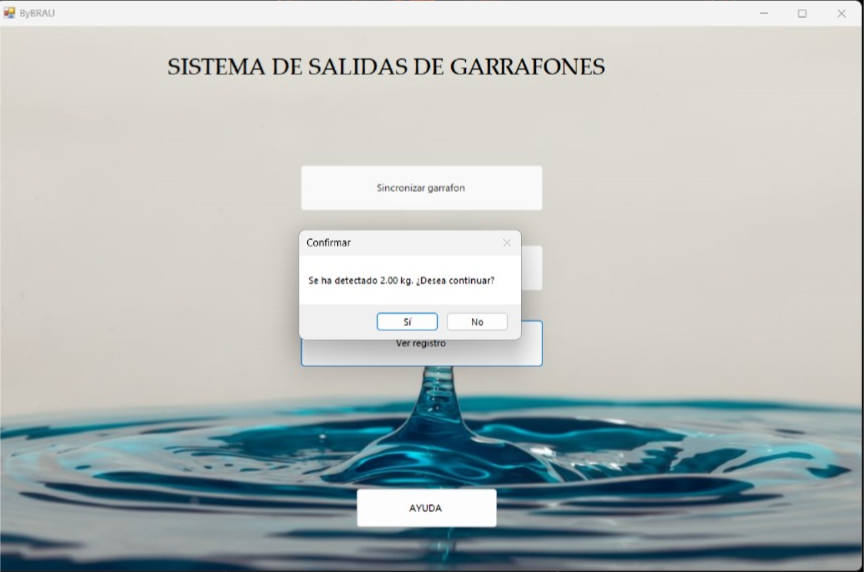 ByBRAU
SISTEMA DE SALIDAS DE GARRAFONES
Sincronizar garrafon
Confirmar
Se ha detectado 2.00 kg. ¿Desea continuar?
Sí
No
Ver registro
AYUDA